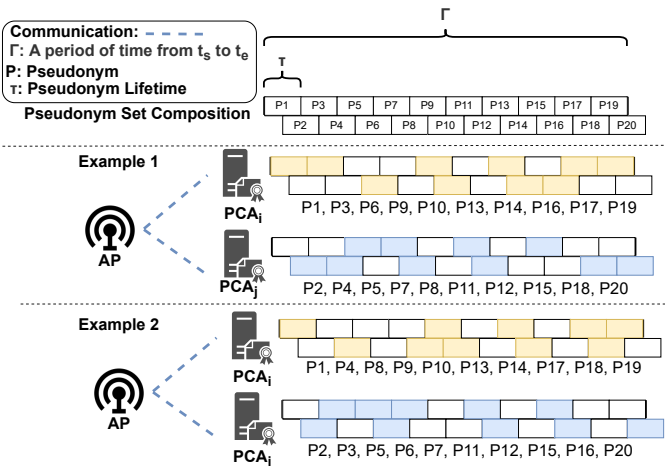 Communication:
Γ: A period of time from ts to te
P: Pseudonym
τ: Pseudonym Lifetime
Γ
τ
Pseudonym Set Composition
P1 P3 P5 P7 P9 P11 P13 P15 P17 P19
P2 P4 P6 P8 P10 P12 P14 P16 P18 P20
Example 1
PCAi
P1, P3, P6, P9, P10, P13, P14, P16, P17, P19
AP
PCAj
P2, P4, P5, P7, P8, P11, P12, P15, P18, P20
Example 2
PCAi
P1, P4, P8, P9, P10, P13, P14, P17, P18, P19
AP
PCAj
P2, P3, P5, P6, P7, P11, P12, P15, P16, P20